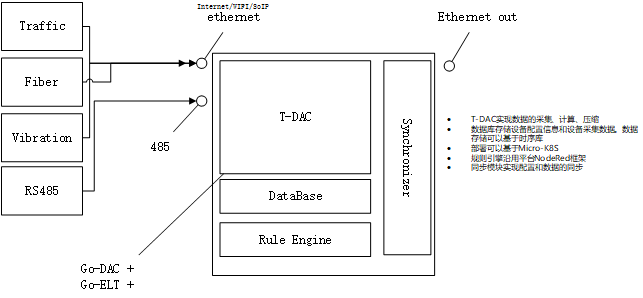 Internet/WIFI/SoIP
Traffic
ethernet
Ethernet out
Fiber
T-DAC
Synchronizer
Vibration
485
RS485
DataBase
Rule Engine
Go-DAC +
Go-ELT +
• T-DAC实现数据的采集、计算、压缩
• 数据库存储设备配置信息和设备采集数据，数据
存储可以基于时序库
• 部署可以基于Micro-K8S
• 规则引擎沿用平台NodeRed框架
• 同步模块实现配置和数据的同步